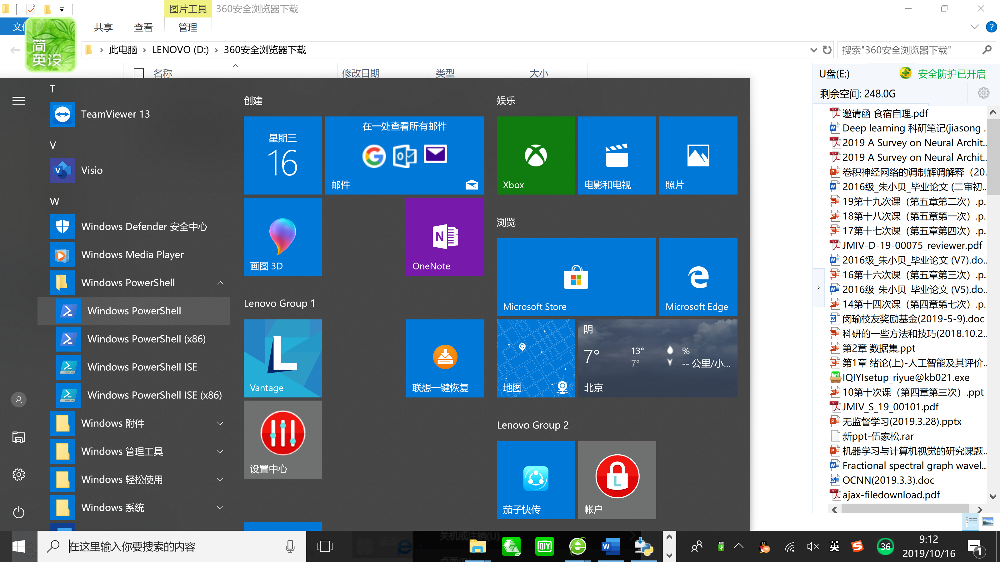 图片工具
360安全浏览器下载
共享
查看
管理
简
英设
此电脑
LENOVO (D:)
360安全浏览器下载
搜索"360安全浏览器下载"
名称
修改日期
类型
大小
U盘(E:)
安全防护已开启
剩余空间: 248.0G
T
TeamViewer 13
V
Visio
W
Windows Defender 安全中心
Windows Media Player
Windows PowerShell
Windows PowerShell
Windows PowerShell (x86)
Windows PowerShell ISE
Windows PowerShell ISE (x86)
Windows 附件
Windows 管理工具
Windows 轻松使用
Windows 系统
创建
星期三
16
在一处查看所有邮件
邮件
画图 3D
OneNote
Lenovo Group 1
Vantage
联想一键恢复
设置中心
娱乐
Xbox
电影和电视
照片
浏览
Microsoft Store
Microsoft Edge
地图
阴
7°
13°
7°
%
-- 公里/小...
北京
Lenovo Group 2
茄子快传
帐户
邀请函 食宿自理.pdf
Deep learning 科研笔记(jiasong .
2019 A Survey on Neural Archit..
2019 A Survey on Neural Archit..
卷积神经网络的调制解调解释（20.
2016级_朱小贝_毕业论文 (二审初..
19第十九次课（第五章第二次）.p.
18第十八次课（第五章第一次）.p.
17第十七次课（第五章第四次）.p.
JMIV-D-19-00075_reviewer.pdf
2016级_朱小贝_毕业论文 (V7).do..
16第十六次课（第五章第三次）.p.
2016级_朱小贝_毕业论文 (V5).do..
14第十四次课（第四章第七次）.p.
闵瑜校友奖励基金(2019-5-9).doc
科研的一些方法和技巧(2018.10.2..
第2章 数据集.ppt
第1章 绪论(上)-人工智能及其评价..
IQIYIsetup_riyue@kb021.exe
10第十次课（第四章第三次）.ppt
JMIV_S_19_00101.pdf
无监督学习(2019.3.28).pptx
新ppt-伍家松.rar
机器学习与计算机视觉的研究课题..
Fractional spectral graph wavel..
OCNN(2019.3.3).doc
ajax-filedownload.pdf
在这里输入你要搜索的内容
关机或注销(U)
英
36
9:12
2019/10/16
1